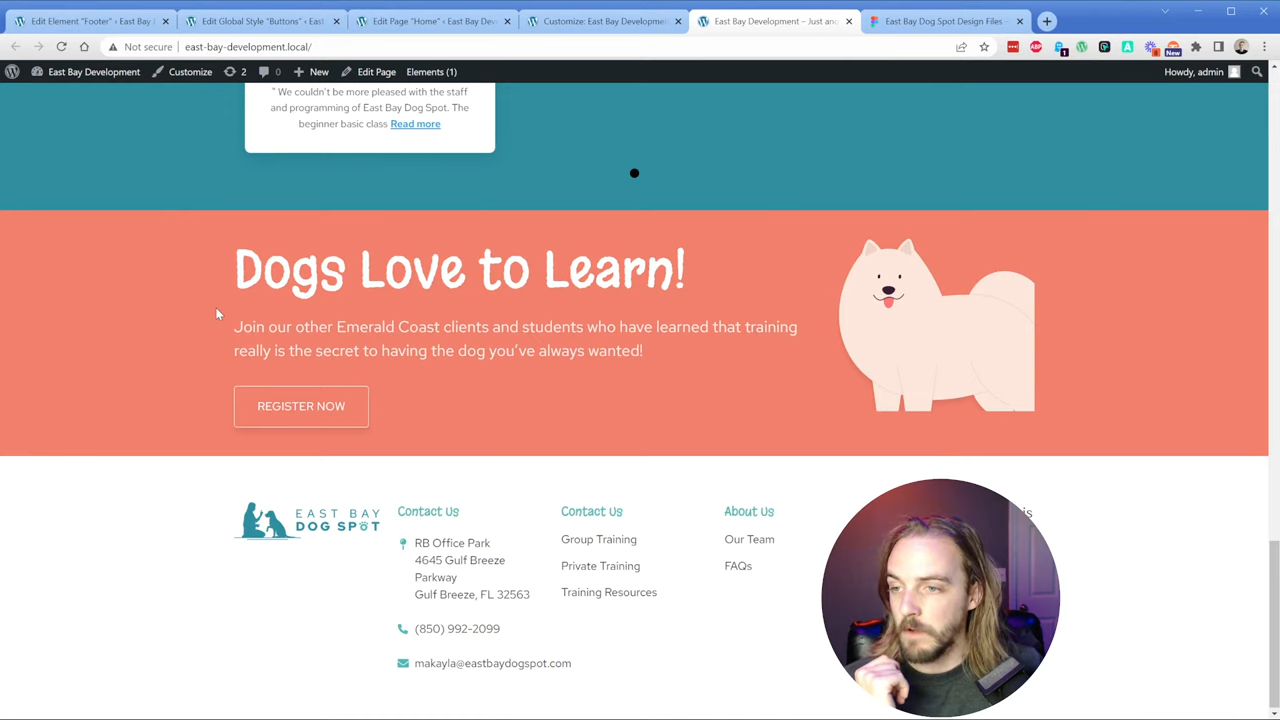 Edit Element "Footer" ‹ East Bay
Edit Global Style "Buttons" ‹ East
Edit Page "Home" ‹ East Bay Dev
Customize: East Bay Development
East Bay Development – Just ano
East Bay Dog Spot Design Files –
Not secure
east-bay-development.local/
1
New
East Bay Development
Customize
2
0
New
Edit Page
Elements (1)
Howdy, admin
" We couldn't be more pleased with the staff
and programming of East Bay Dog Spot. The
beginner basic class Read more
Dogs Love to Learn!
Join our other Emerald Coast clients and students who have learned that training
really is the secret to having the dog you've always wanted!
REGISTER NOW
EAST BAY
DOG SPOT
Contact Us
RB Office Park
4645 Gulf Breeze
Parkway
Gulf Breeze, FL 32563
(850) 992-2099
makayla@eastbaydogspot.com
Contact Us
Group Training
Private Training
Training Resources
About Us
Our Team
FAQs
is